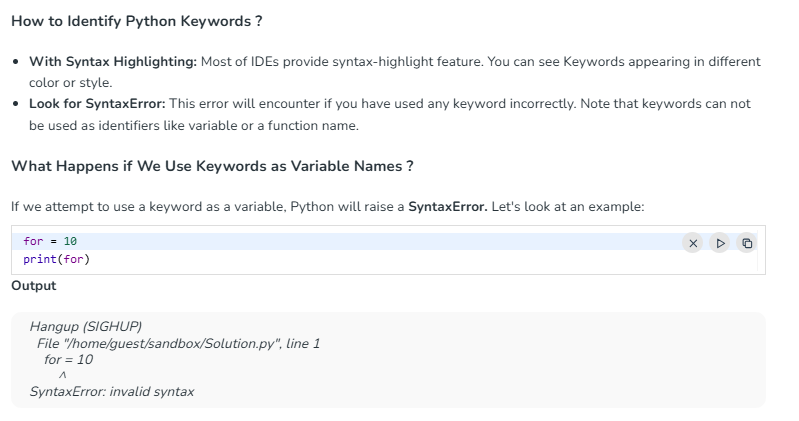 How to Identify Python Keywords ?
With Syntax Highlighting: Most of IDEs provide syntax-highlight feature. You can see Keywords appearing in different
color or style.
Look for SyntaxError: This error will encounter if you have used any keyword incorrectly. Note that keywords can not
be used as identifiers like variable or a function name.
What Happens if We Use Keywords as Variable Names ?
If we attempt to use a keyword as a variable, Python will raise a SyntaxError. Let's look at an example:
for = 10
print(for)
Output
Hangup (SIGHUP)
File "/home/guest/sandbox/Solution.py", line 1
for = 10
^
SyntaxError: invalid syntax